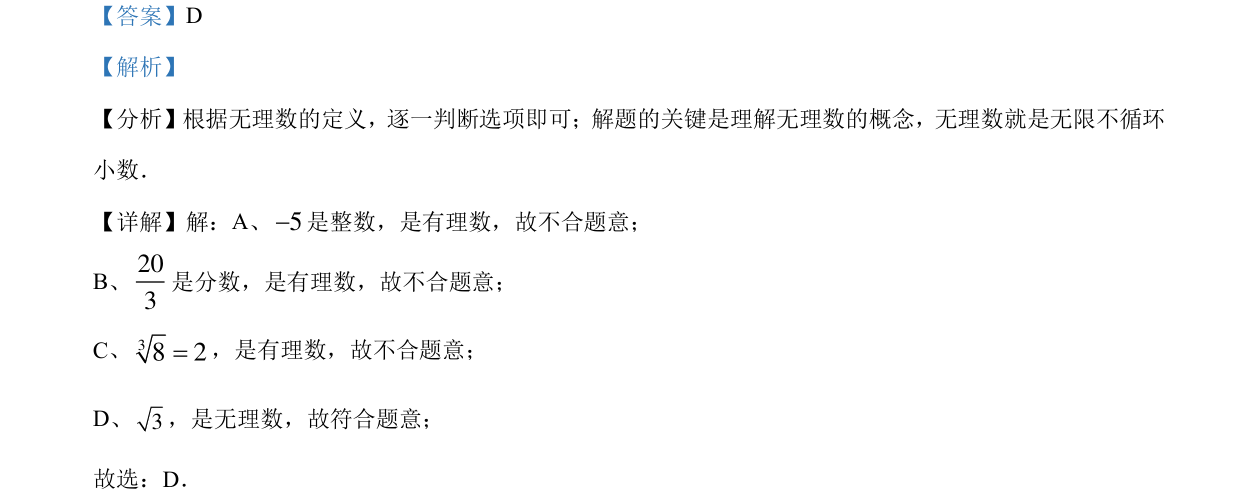 【答案】D
【解析】
【分析】根据无理数的定义，逐一判断选项即可；解题的关键是理解无理数的概念，无理数就是无限不循环
小数．
【详解】解：A、−5是整数，是有理数，故不合题意；
B、20/3是分数，是有理数，故不合题意；
C、∛8 = 2，是有理数，故不合题意；
D、√3，是无理数，故符合题意；
故选：D．